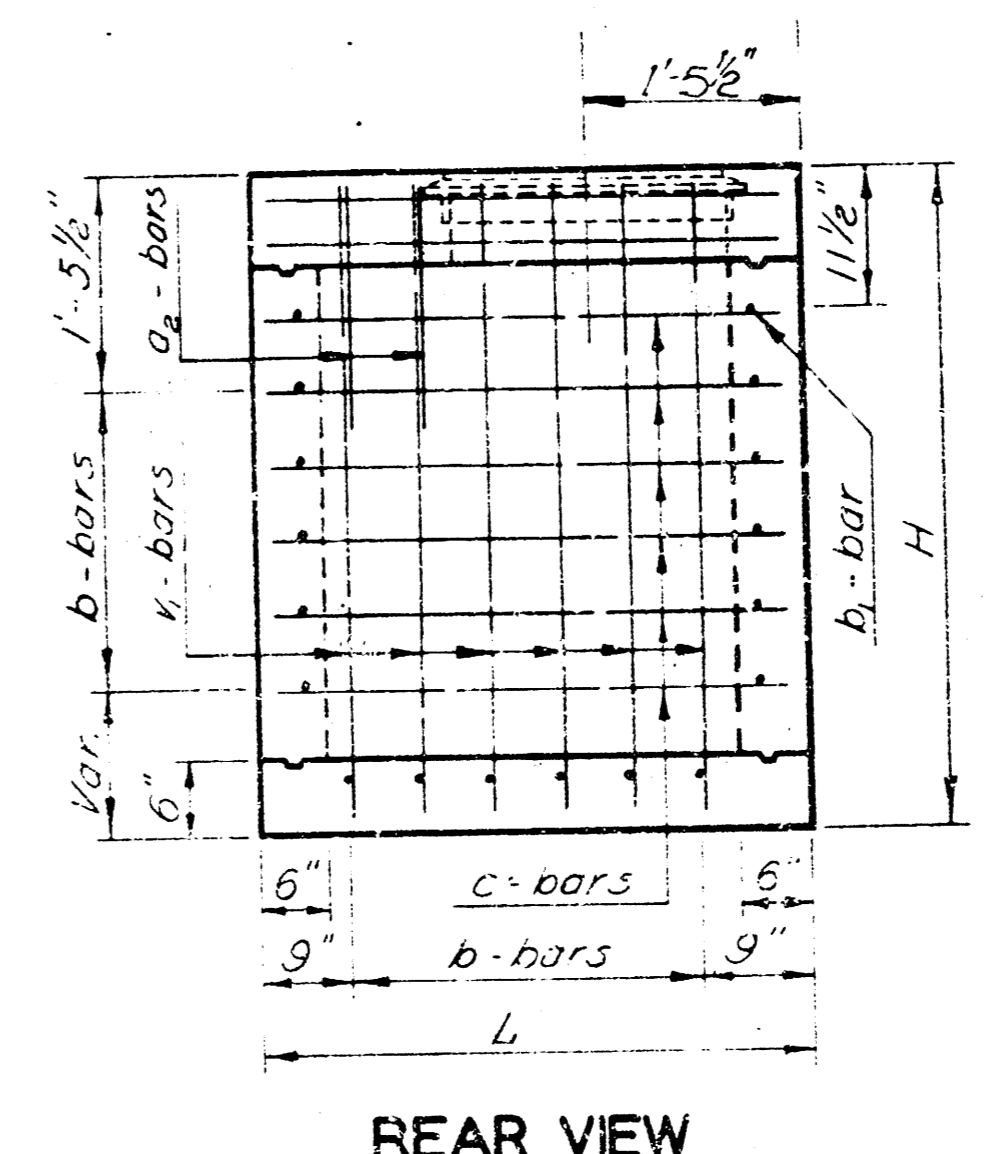 1'-5½"
1'-5½"
a₂ - bars
11½"
b - bars
v₁ - bars
b₁ - bar
H
Var.
6"
6"
c - bars
6"
9"
b - bars
9"
L
REAR VIEW